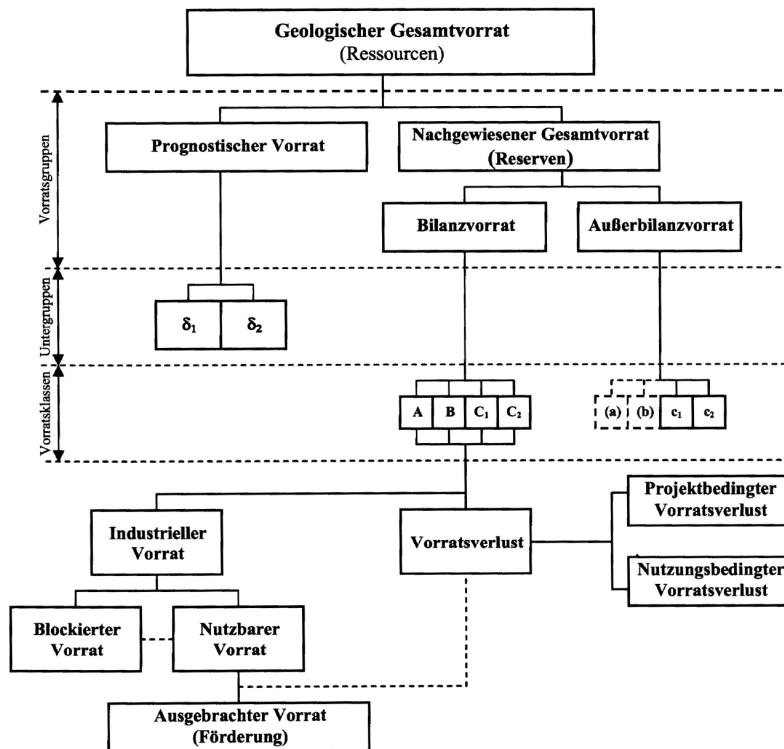 Geologischer Gesamtvorrat
(Ressourcen)
Vorratsgruppen
Prognostischer Vorrat
Nachgewiesener Gesamtvorrat
(Reserven)
Bilanzvorrat
Außerbilanzvorrat
Untergruppen
δ₁
δ₂
Vorratsklassen
A
B
C₁
C₂
(a)
(b)
c₁
c₂
Industrieller
Vorrat
Vorratsverlust
Projektbedingter
Vorratsverlust
Nutzungsbedingter
Vorratsverlust
Blockierter
Vorrat
Nutzbarer
Vorrat
Ausgebrachter Vorrat
(Förderung)